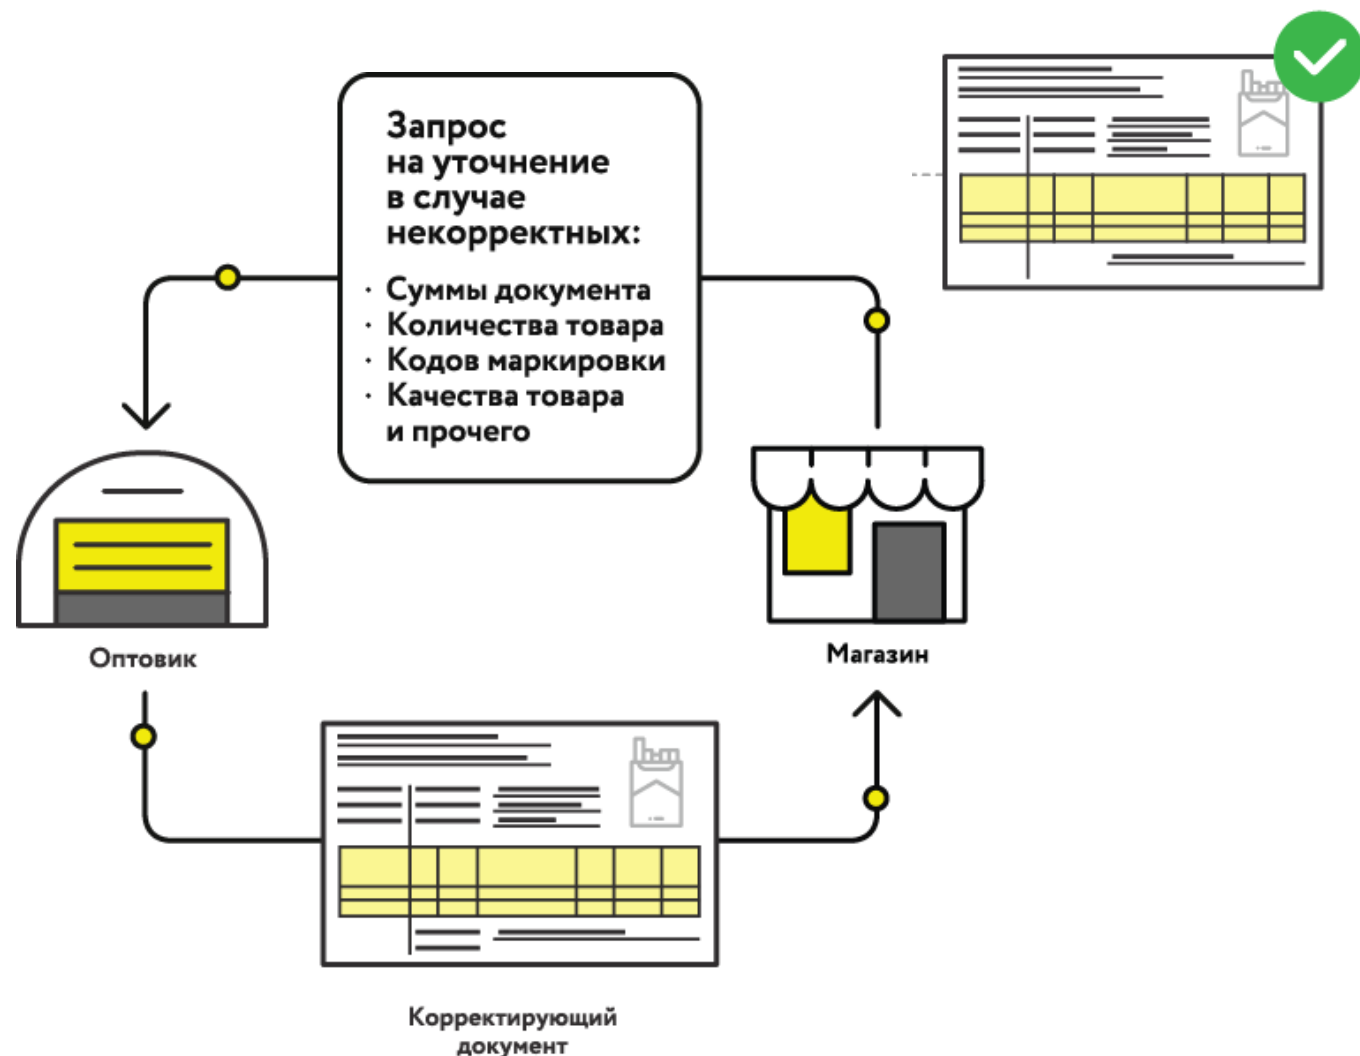 Запрос
на уточнение
в случае
некорректных:
· Суммы документа
· Количества товара
· Кодов маркировки
· Качества товара
и прочего
Оптовик
Магазин
Корректирующий
документ